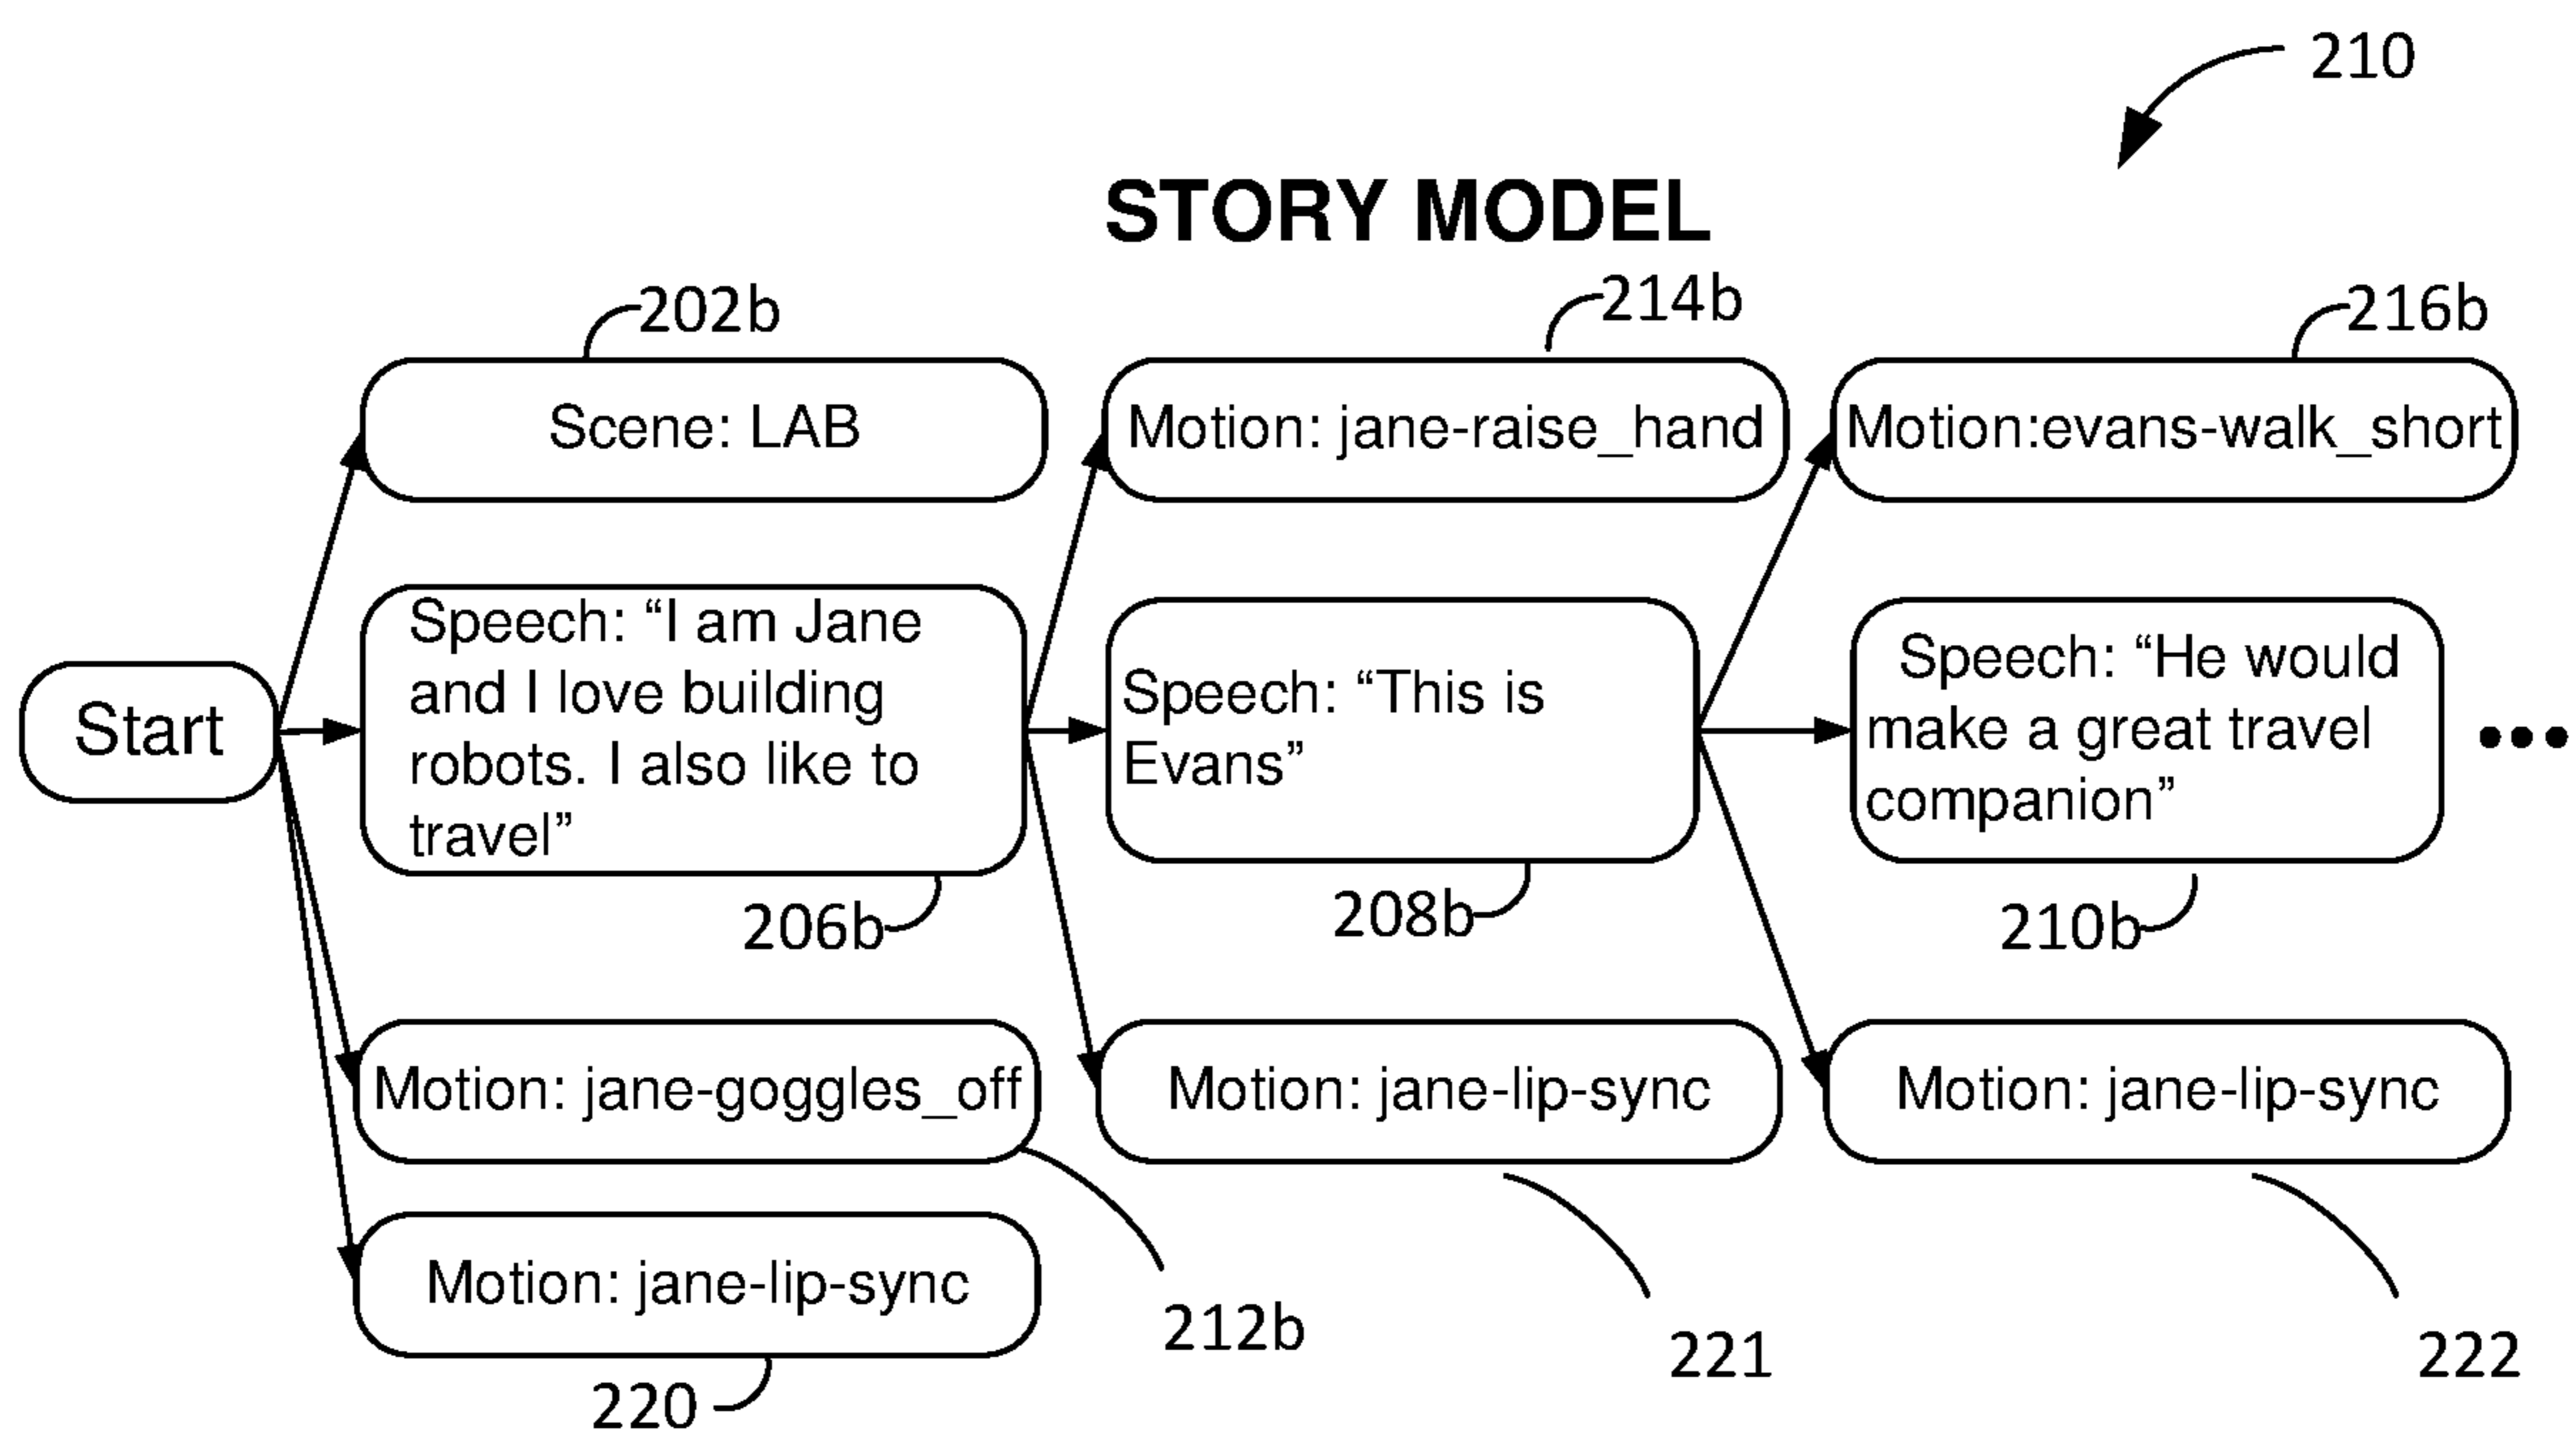 210
STORY MODEL
202b
214b
216b
Scene: LAB
Motion: jane-raise_hand
Motion:evans-walk_short
Start
Speech: “I am Jane
and I love building
robots. I also like to
travel”
Speech: “This is
Evans”
Speech: “He would
make a great travel
companion”
•••
206b
208b
210b
Motion: jane-goggles_off
Motion: jane-lip-sync
Motion: jane-lip-sync
Motion: jane-lip-sync
212b
221
222
220